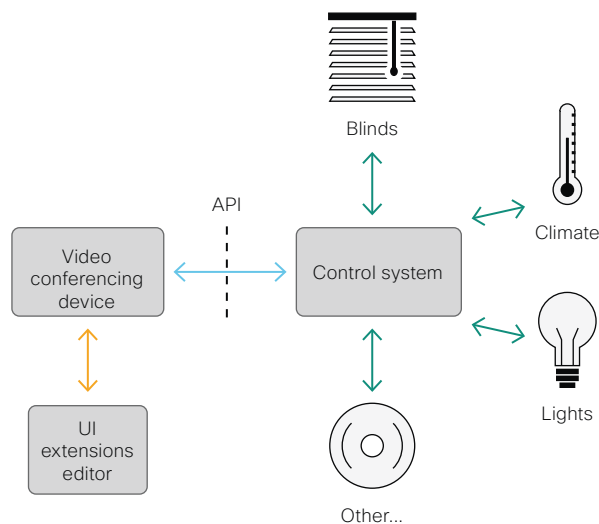 Blinds
API
Climate
Video
conferencing
device
Control system
UI
extensions
editor
Lights
Other...